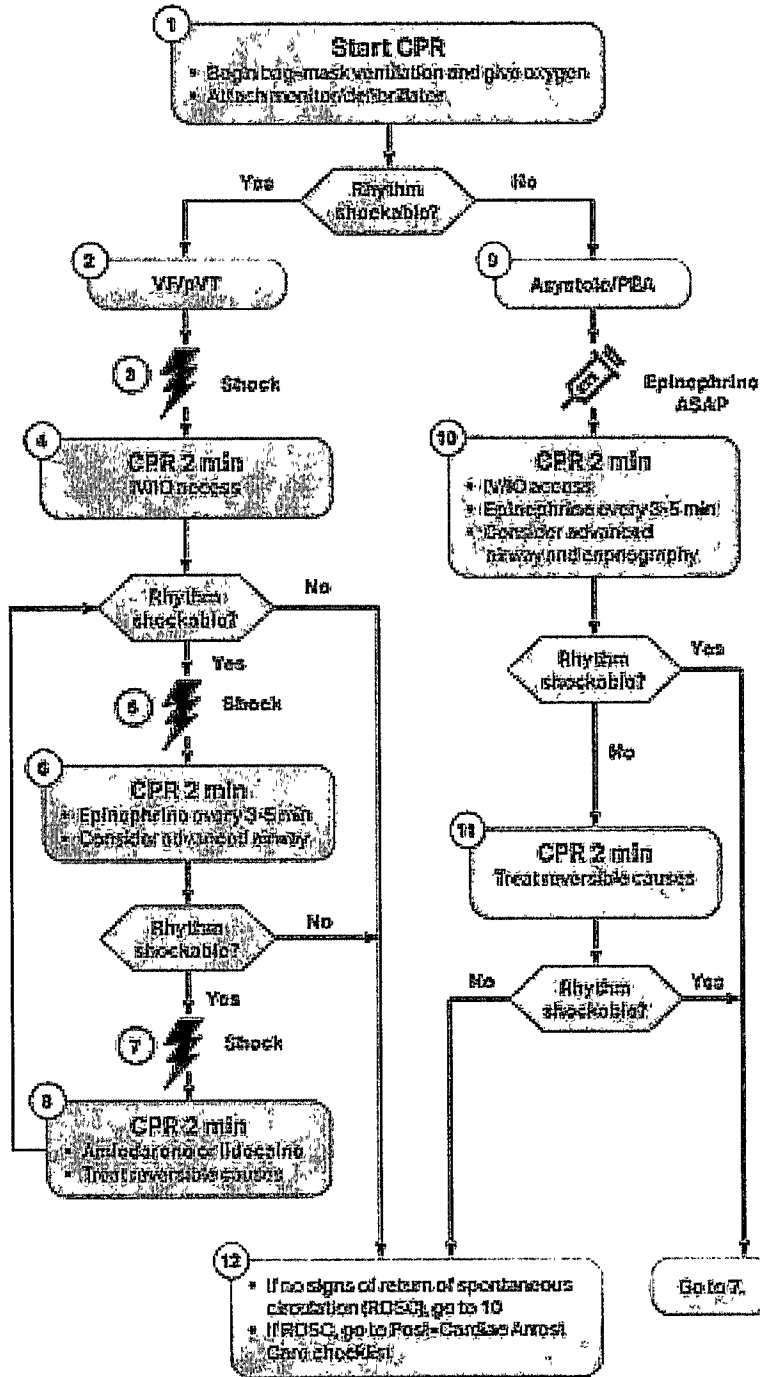 1
Start CPR
• Begin bag-mask ventilation and give oxygen
• Attach monitor/defibrillator
Rhythm
shockable?
Yes
No
2
VF/pVT
9
Asystole/PEA
3
Shock
Epinephrine
ASAP
4
CPR 2 min
IV/IO access
10
CPR 2 min
• IV/IO access
• Epinephrine every 3-5 min
• Consider advanced
airway and capnography
Rhythm
shockable?
No
Yes
5
Shock
Rhythm
shockable?
Yes
No
6
CPR 2 min
• Epinephrine every 3-5 min
• Consider advanced airway
11
CPR 2 min
Treat reversible causes
Rhythm
shockable?
No
Yes
7
Shock
Rhythm
shockable?
No
Yes
8
CPR 2 min
• Amiodarone or lidocaine
• Treat reversible causes
12
• If no signs of return of spontaneous
circulation (ROSC), go to 10
• If ROSC, go to Post-Cardiac Arrest
Care checklist
Go to 7